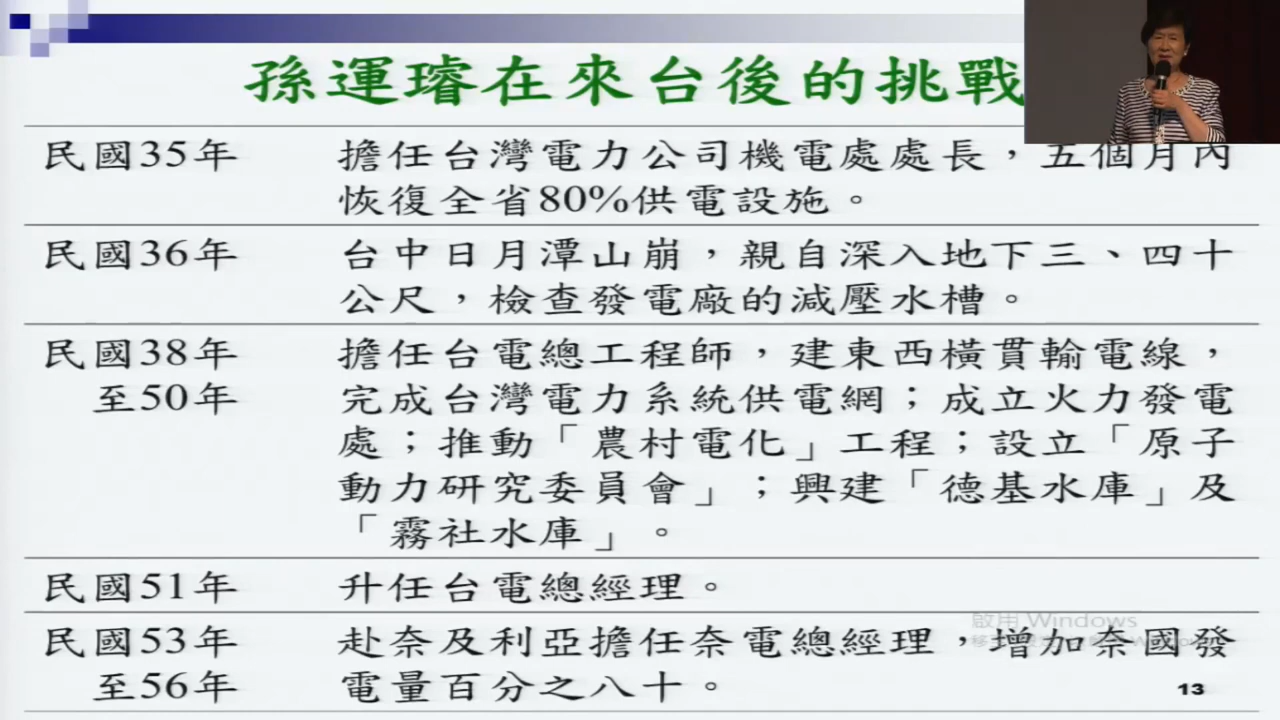 孫運璿在來台後的挑戰
民國35年 擔任台灣電力公司機電處處長，五個月內
恢復全省80%供電設施。
民國36年 台中日月潭山崩，親自深入地下三、四十
公尺，檢查發電廠的減壓水槽。
民國38年 擔任台電總工程師，建東西橫貫輸電線，
至50年 完成台灣電力系統供電網；成立火力發電
處；推動「農村電化」工程；設立「原子
動力研究委員會」；興建「德基水庫」及
「霧社水庫」。
民國51年 升任台電總經理。
啟用 Windows
民國53年 赴奈及利亞擔任奈電總經理，增加奈國發
至56年 電量百分之八十。
13